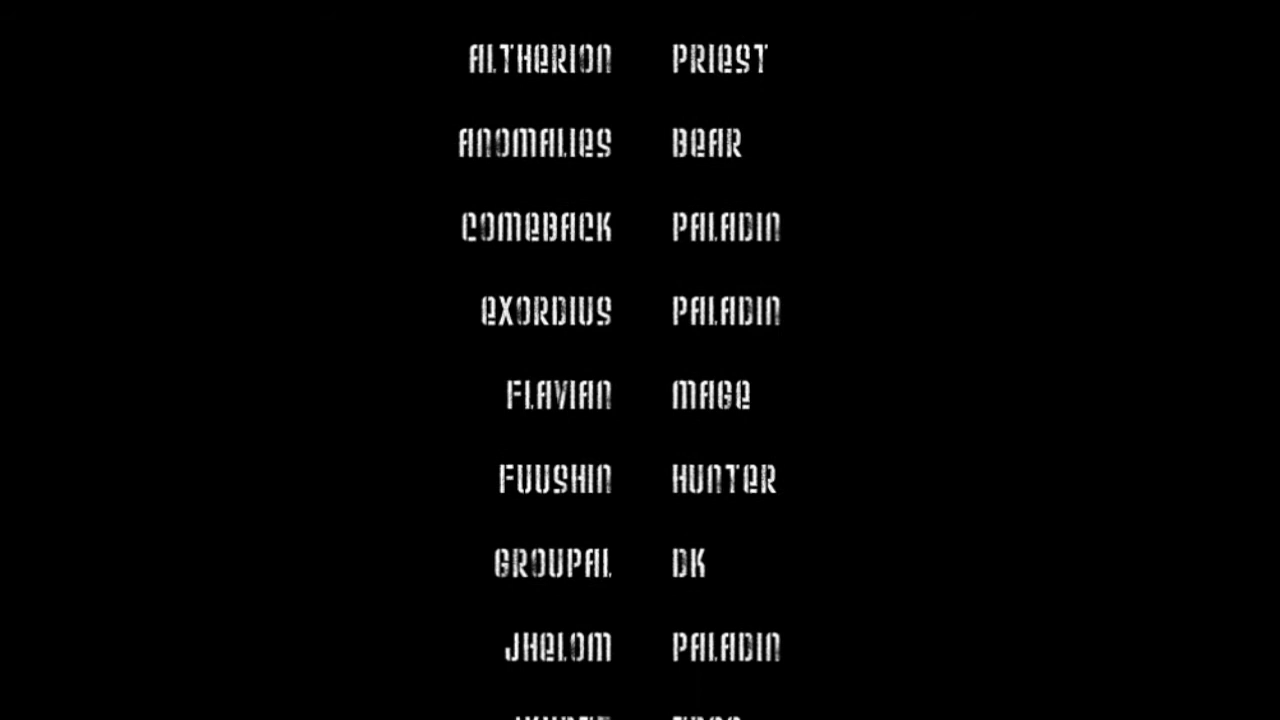 ALTHeRION PRIeST
ANOMALIeS BeAR
COMeBACK PALADIN
eXORDIUS PALADIN
FLAVIAN MAGe
FUUSHIN HUNTeR
GROUPAL DK
JHeLOM PALADIN